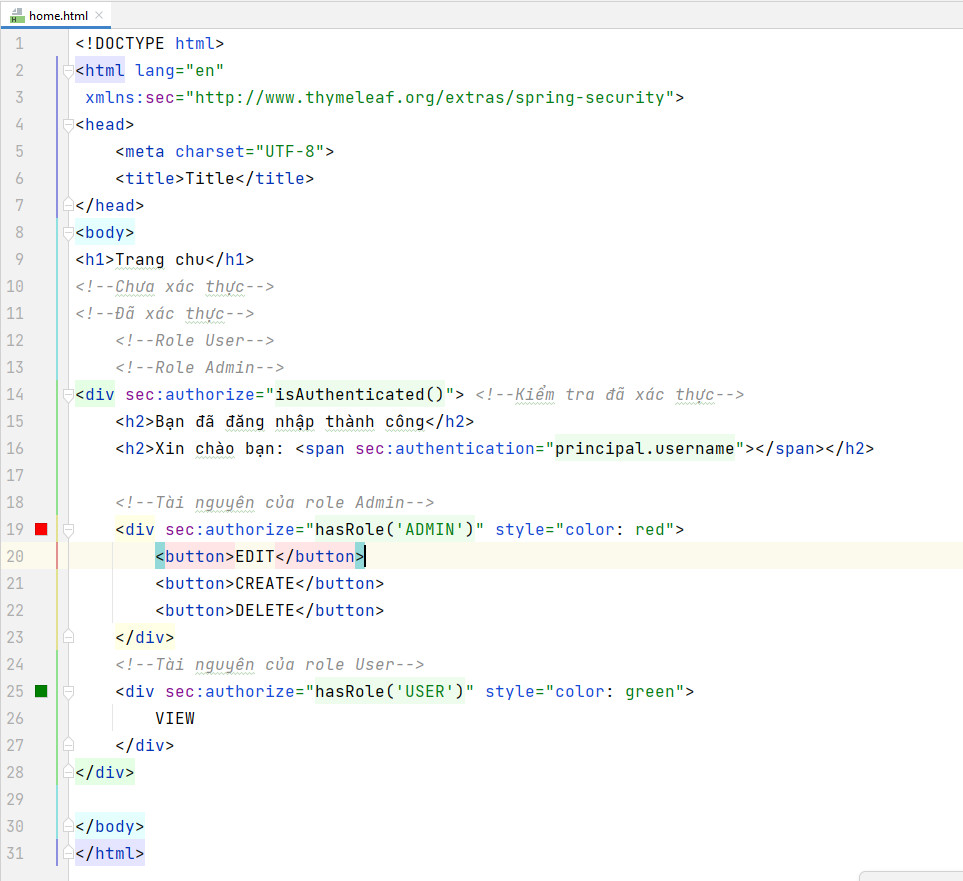 home.html
1 <!DOCTYPE html>
2 <html lang="en"
3 xmlns:sec="http://www.thymeleaf.org/extras/spring-security">
4 <head>
5 <meta charset="UTF-8">
6 <title>Title</title>
7 </head>
8 <body>
9 <h1>Trang chu</h1>
10 <!--Chưa xác thực-->
11 <!--Đã xác thực-->
12 <!--Role User-->
13 <!--Role Admin-->
14 <div sec:authorize="isAuthenticated()"> <!--Kiểm tra đã xác thực-->
15 <h2>Bạn đã đăng nhập thành công</h2>
16 <h2>Xin chào bạn: <span sec:authentication="principal.username"></span></h2>
17
18 <!--Tài nguyên của role Admin-->
19 <div sec:authorize="hasRole('ADMIN')" style="color: red">
20 <button>EDIT</button>
21 <button>CREATE</button>
22 <button>DELETE</button>
23 </div>
24 <!--Tài nguyên của role User-->
25 <div sec:authorize="hasRole('USER')" style="color: green">
26 VIEW
27 </div>
28 </div>
29
30 </body>
31 </html>